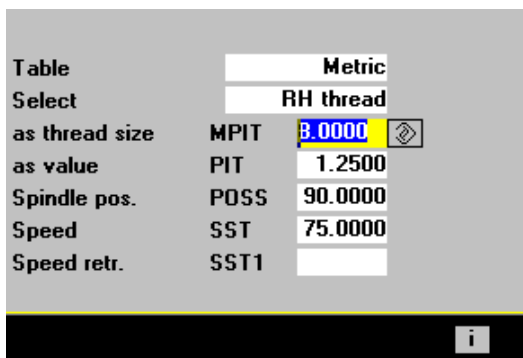 Table Metric
Select RH thread
as thread size MPIT 8.0000
as value PIT 1.2500
Spindle pos. POSS 90.0000
Speed SST 75.0000
Speed retr. SST1
i